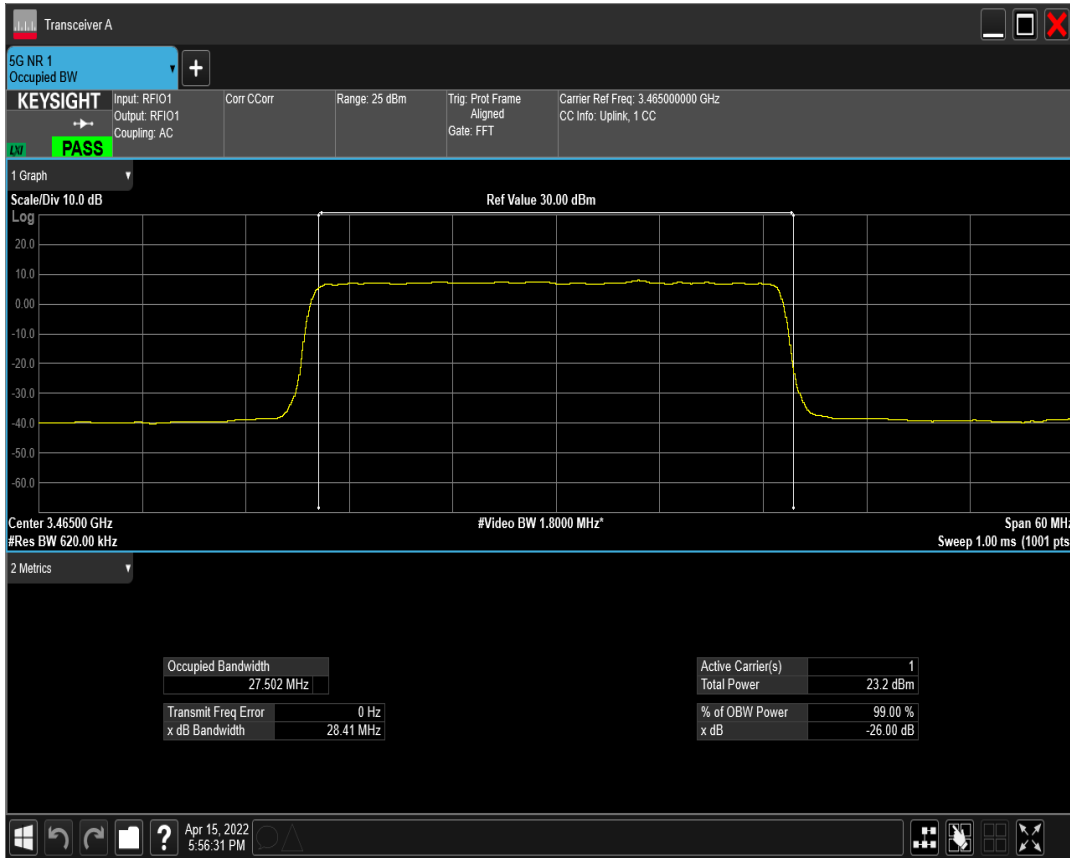 Transceiver A
5G NR 1
Occupied BW
+
KEYSIGHT
LXI
PASS
Input: RFIO1
Output: RFIO1
Coupling: AC
Corr CCorr
Range: 25 dBm
Trig: Prot Frame
Aligned
Gate: FFT
Carrier Ref Freq: 3.465000000 GHz
CC Info: Uplink, 1 CC
1 Graph
Scale/Div 10.0 dB
Ref Value 30.00 dBm
Log
20.0
10.0
0.00
-10.0
-20.0
-30.0
-40.0
-50.0
-60.0
Center 3.46500 GHz
#Video BW 1.8000 MHz*
Span 60 MHz
#Res BW 620.00 kHz
Sweep 1.00 ms (1001 pts
2 Metrics
Occupied Bandwidth
27.502 MHz
Transmit Freq Error 0 Hz
x dB Bandwidth 28.41 MHz
Active Carrier(s) 1
Total Power 23.2 dBm
% of OBW Power 99.00 %
x dB -26.00 dB
?
Apr 15, 2022
5:56:31 PM